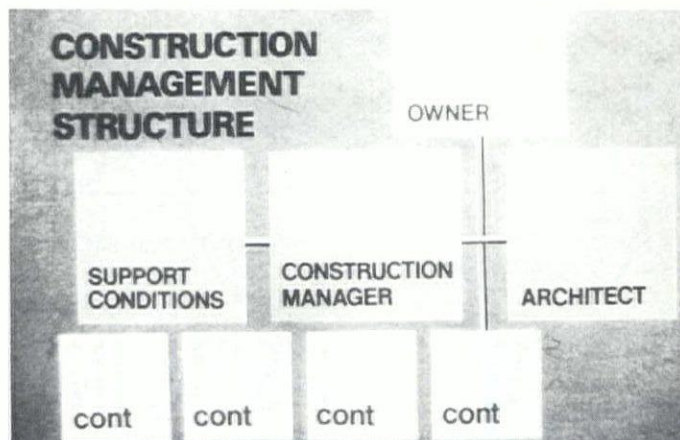 CONSTRUCTION
MANAGEMENT
STRUCTURE
OWNER
SUPPORT
CONDITIONS
CONSTRUCTION
MANAGER
ARCHITECT
cont cont cont cont